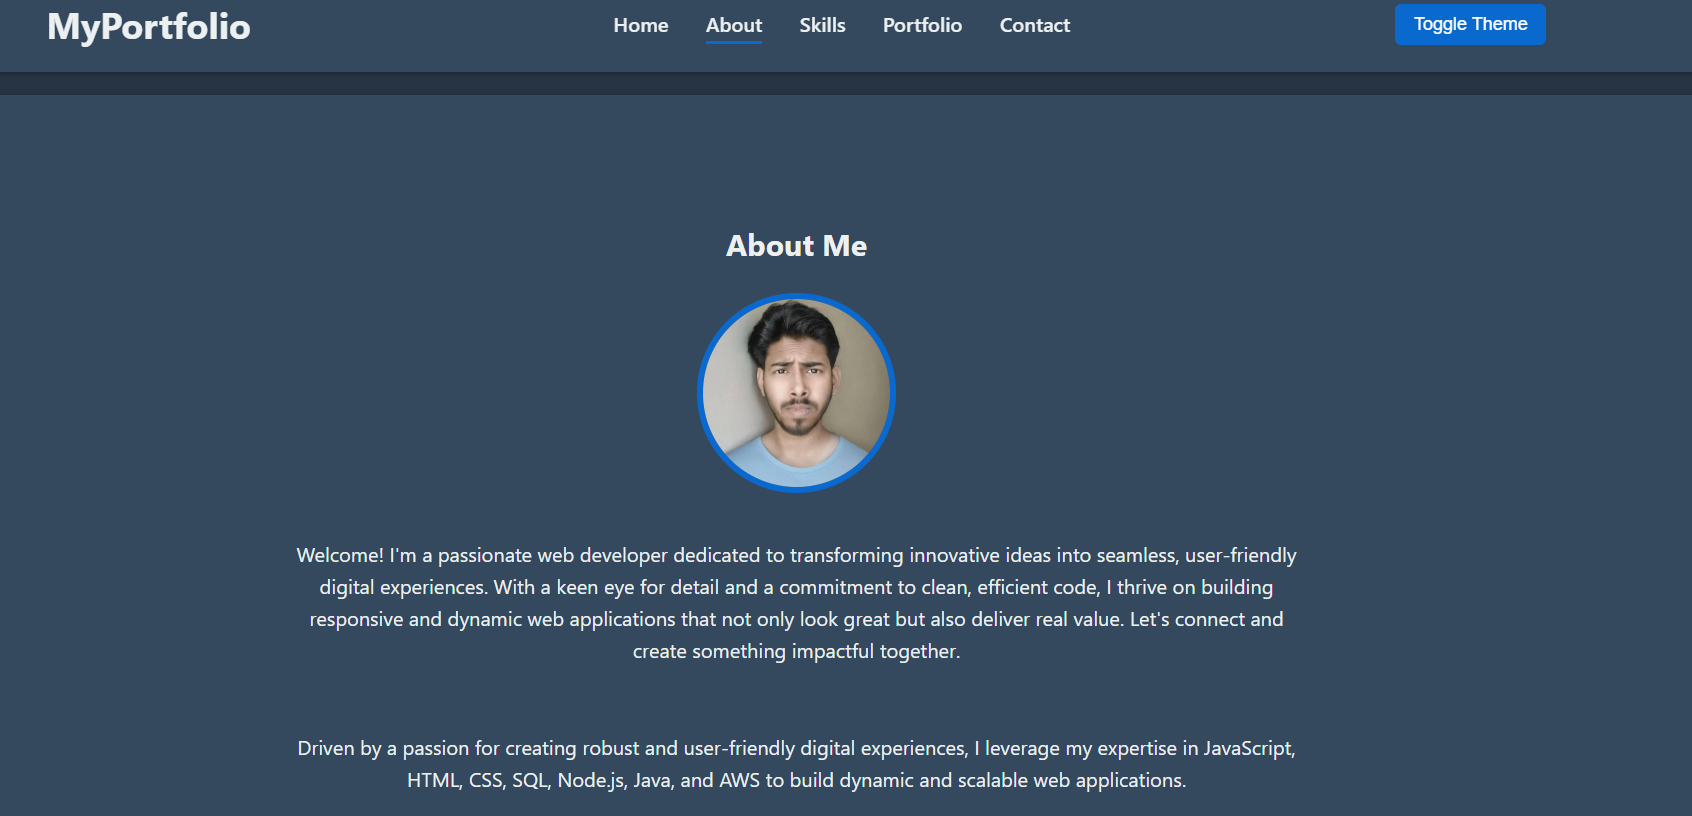 MyPortfolio
Home About Skills Portfolio Contact
Toggle Theme
About Me
Welcome! I'm a passionate web developer dedicated to transforming innovative ideas into seamless, user-friendly
digital experiences. With a keen eye for detail and a commitment to clean, efficient code, I thrive on building
responsive and dynamic web applications that not only look great but also deliver real value. Let's connect and
create something impactful together.
Driven by a passion for creating robust and user-friendly digital experiences, I leverage my expertise in JavaScript,
HTML, CSS, SQL, Node.js, Java, and AWS to build dynamic and scalable web applications.